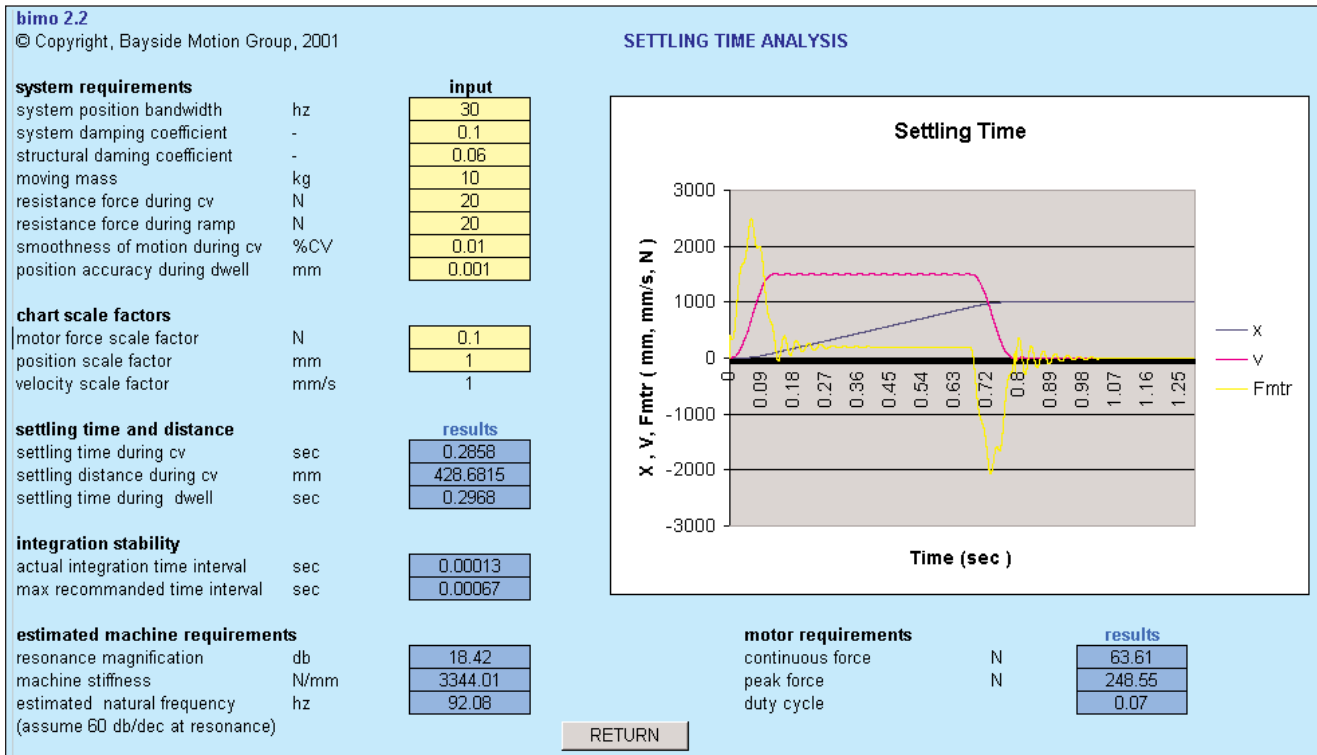 bimo 2.2
© Copyright, Bayside Motion Group, 2001
SETTLING TIME ANALYSIS
system requirements input
system position bandwidth hz 30
system damping coefficient - 0.1
structural daming coefficient - 0.06
moving mass kg 10
resistance force during cv N 20
resistance force during ramp N 20
smoothness of motion during cv %CV 0.01
position accuracy during dwell mm 0.001
chart scale factors
motor force scale factor N 0.1
position scale factor mm 1
velocity scale factor mm/s 1
settling time and distance results
settling time during cv sec 0.2858
settling distance during cv mm 428.6815
settling time during dwell sec 0.2968
integration stability
actual integration time interval sec 0.00013
max recommanded time interval sec 0.00067
estimated machine requirements
resonance magnification db 18.42
machine stiffness N/mm 3344.01
estimated natural frequency hz 92.08
(assume 60 db/dec at resonance)
Settling Time
X , V, Fmtr ( mm, mm/s, N )
3000
2000
1000
0
-1000
-2000
-3000
0 0.09 0.18 0.27 0.36 0.45 0.54 0.63 0.72 0.8 0.89 0.98 1.07 1.16 1.25
Time (sec )
X
V
Fmtr
motor requirements results
continuous force N 63.61
peak force N 248.55
duty cycle 0.07
RETURN